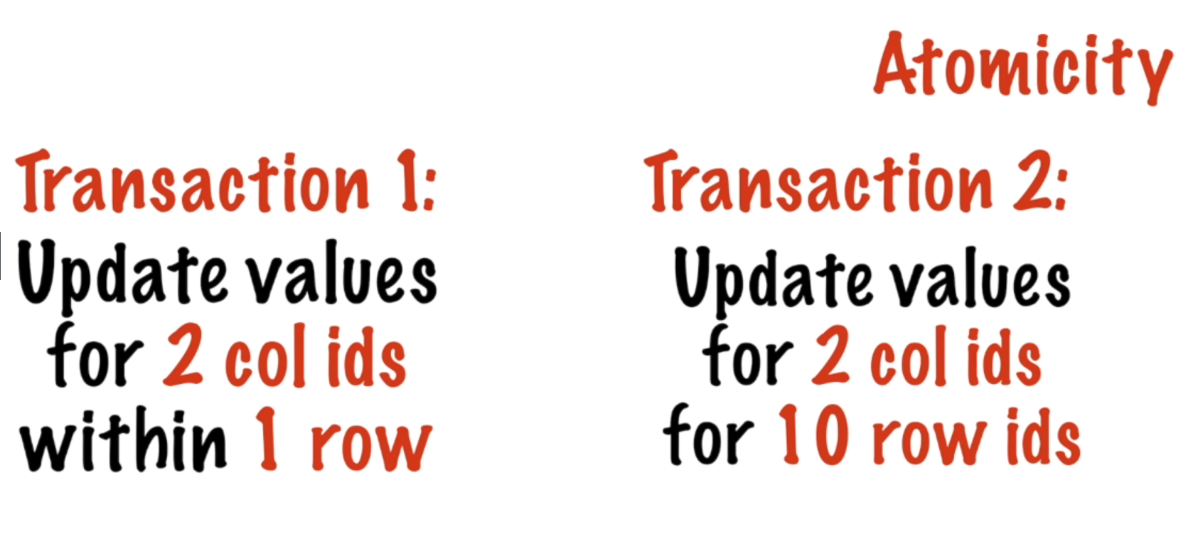 Atomicity
Transaction 1:
Update values
for 2 col ids
within 1 row
Transaction 2:
Update values
for 2 col ids
for 10 row ids